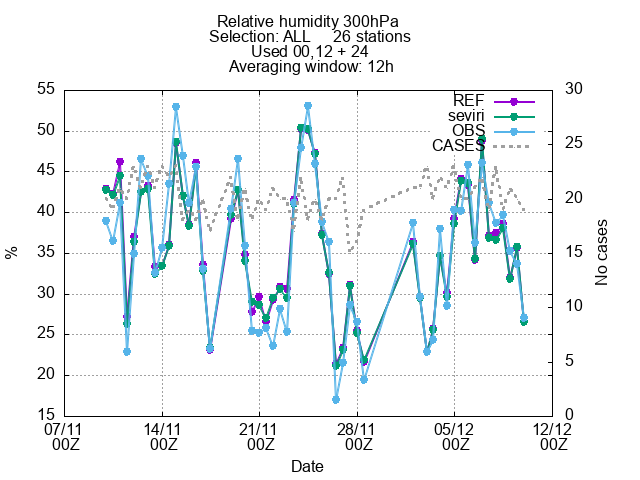 Relative humidity 300hPa
Selection: ALL 26 stations
Used 00,12 + 24
Averaging window: 12h
REF
seviri
OBS
CASES
%
No cases
55
50
45
40
35
30
25
20
15
30
25
20
15
10
5
0
07/11 14/11 21/11 28/11 05/12 12/12
00Z 00Z 00Z 00Z 00Z 00Z
Date